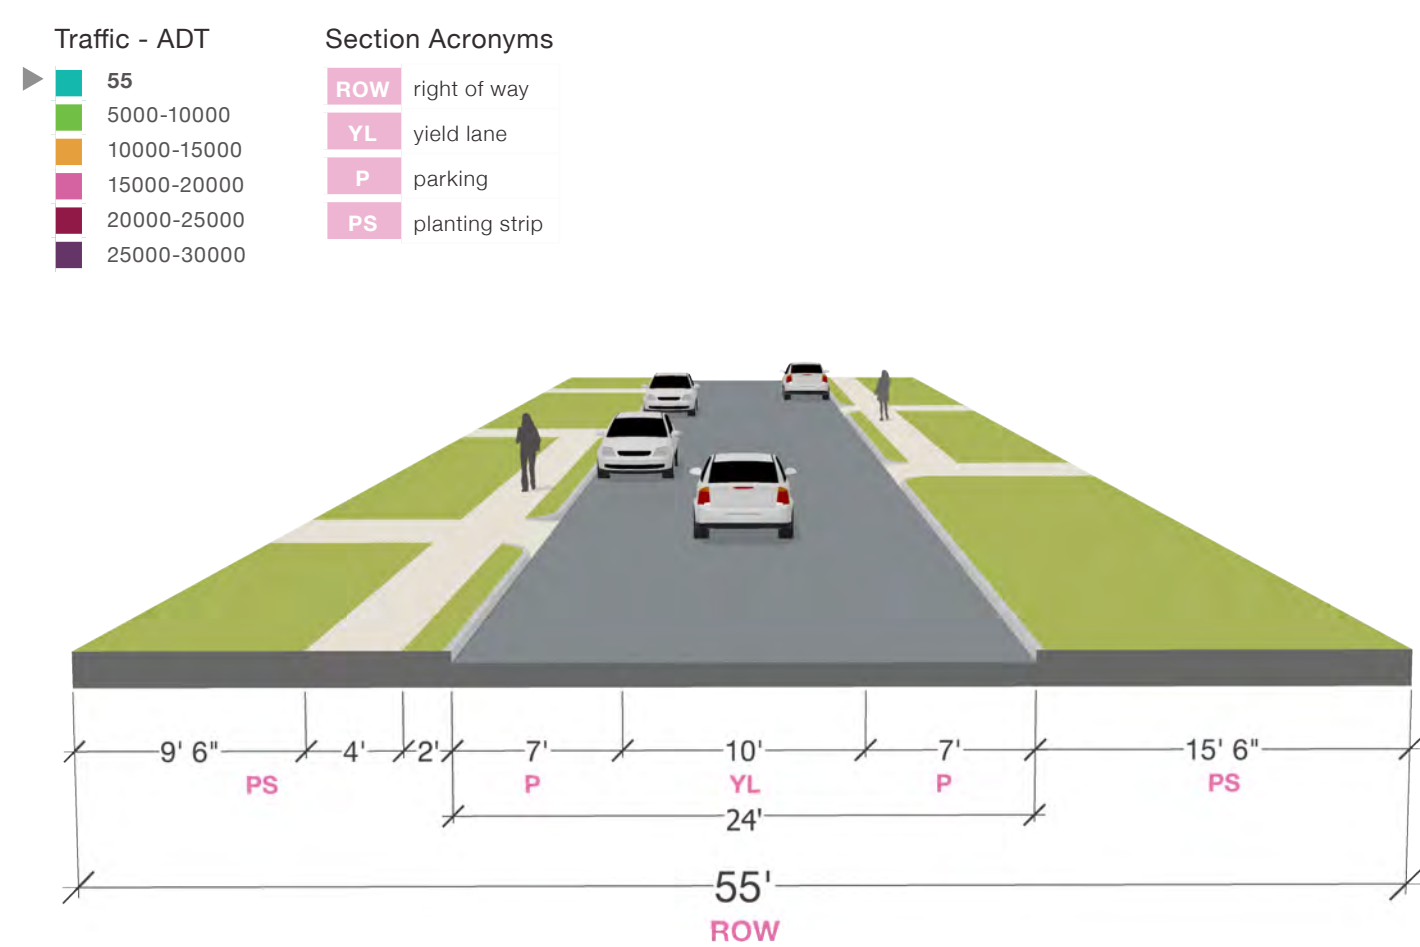 Traffic - ADT
55
5000-10000
10000-15000
15000-20000
20000-25000
25000-30000
Section Acronyms
ROW right of way
YL yield lane
P parking
PS planting strip
9' 6" 4' 2' 7' 10' 7' 15' 6"
PS P YL P PS
24'
55'
ROW